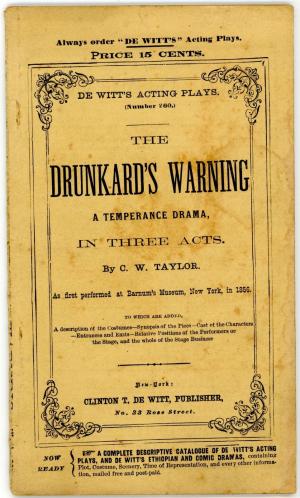 Always order "DE WITT'S" Acting Plays.
PRICE 15 CENTS.
DE WITT'S ACTING PLAYS.
(Number 260.)
THE
DRUNKARD'S WARNING
A TEMPERANCE DRAMA,
IN THREE ACTS.
By C. W. TAYLOR.
As first performed at Barnum's Museum, New York, in 1856.
TO WHICH ARE ADDED,
A description of the Costumes—Synopsis of the Piece—Cast of the Characters
—Entrances and Exits—Relative Positions of the Performers on
the Stage, and the whole of the Stage Business
New-York:
CLINTON T. DE WITT, PUBLISHER,
No. 33 Rose Street.
NOW READY
A COMPLETE DESCRIPTIVE CATALOGUE OF DE WITT'S ACTING
PLAYS, AND DE WITT'S ETHIOPIAN AND COMIC DRAMAS, containing
Plot, Costume, Scenery, Time of Representation, and every other informa-
tion, mailed free and post-paid.